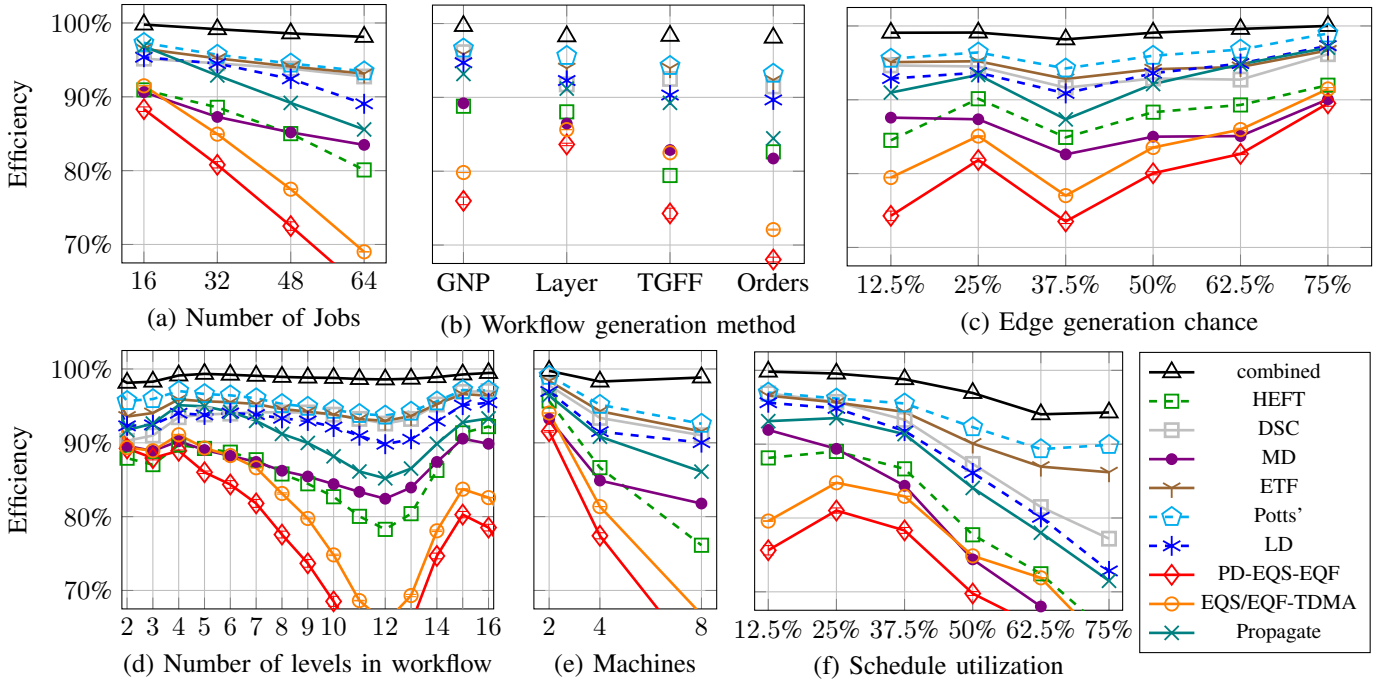 100%
90%
80%
70%
Efficiency
16 32 48 64
(a) Number of Jobs
GNP Layer TGFF Orders
(b) Workflow generation method
12.5% 25% 37.5% 50% 62.5% 75%
(c) Edge generation chance
100%
90%
80%
70%
Efficiency
2 3 4 5 6 7 8 9 10 12 14 16
(d) Number of levels in workflow
2 4 8
(e) Machines
12.5% 25% 37.5% 50% 62.5% 75%
(f) Schedule utilization
combined
HEFT
DSC
MD
ETF
Potts'
LD
PD-EQS-EQF
EQS/EQF-TDMA
Propagate